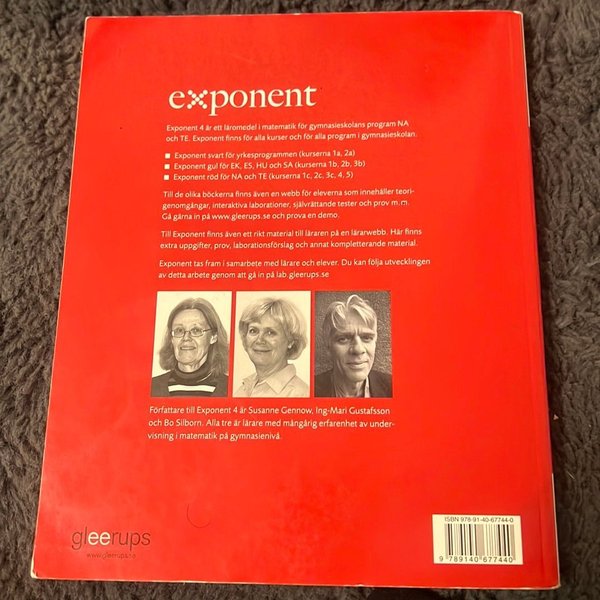 exponent
Exponent 4 är ett läromedel i matematik för gymnasieskolans program NA
och TE. Exponent finns för alla kurser och för alla program i gymnasieskolan.
Exponent svart för yrkesprogrammen (kurserna 1a, 2a)
Exponent gul för EK, ES, HU och SA (kurserna 1b, 2b, 3b)
Exponent röd för NA och TE (kurserna 1c, 2c, 3c, 4, 5)
Till de olika böckerna finns även en webb för eleverna som innehåller teori-
genomgångar, interaktiva laborationer, självrättande tester och prov m.m.
Gå gärna in på www.gleerups.se och prova en demo.
Till Exponent finns även ett rikt material till läraren på en lärarwebb. Här finns
extra uppgifter, prov, laborationsförslag och annat kompletterande material.
Exponent tas fram i samarbete med lärare och elever. Du kan följa utvecklingen
av detta arbete genom att gå in på lab.gleerups.se
Författare till Exponent 4 är Susanne Gennow, Ing-Mari Gustafsson
och Bo Silborn. Alla tre är lärare med mångårig erfarenhet av under-
visning i matematik på gymnasienivå.
gleerups
www.gleerups.se
ISBN 978-91-40-67744-0
9 789140 677440